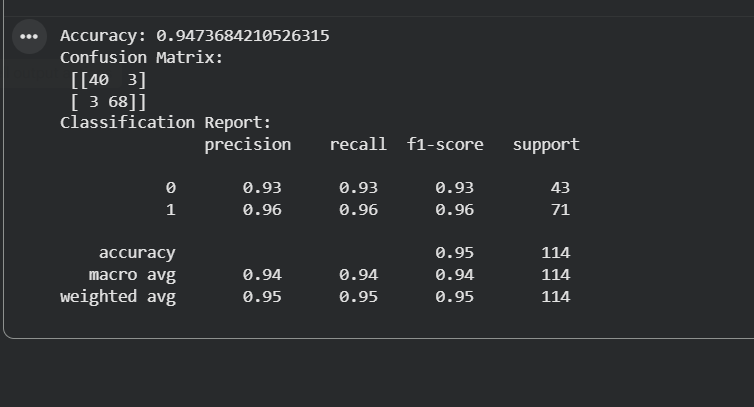 Accuracy: 0.9473684210526315
Confusion Matrix:
[[40  3]
[ 3 68]]
Classification Report:
precision    recall  f1-score   support
0       0.93      0.93      0.93        43
1       0.96      0.96      0.96        71
accuracy                           0.95       114
macro avg       0.94      0.94      0.94       114
weighted avg       0.95      0.95      0.95       114